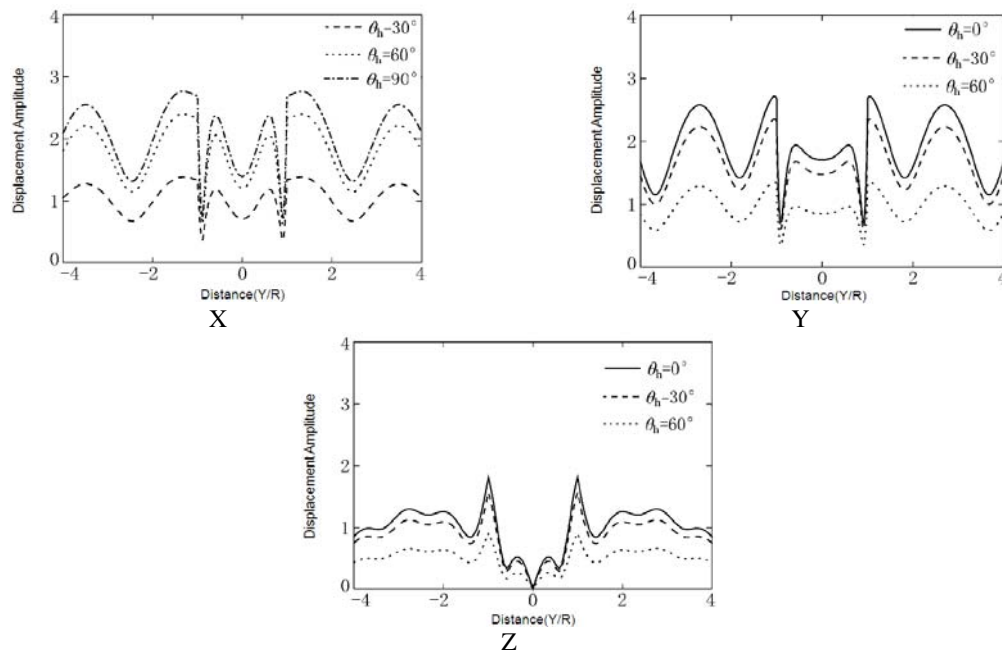 4
3
2
1
0
Displacement Amplitude
θh–30°
θh=60°
θh=90°
−4
−2
0
2
4
Distance(Y/R)
X
4
3
2
1
0
Displacement Amplitude
θh=0°
θh–30°
θh=60°
−4
−2
0
2
4
Distance(Y/R)
Y
4
3
2
1
0
Displacement Amplitude
θh=0°
θh–30°
θh=60°
−4
−2
0
2
4
Distance(Y/R)
Z